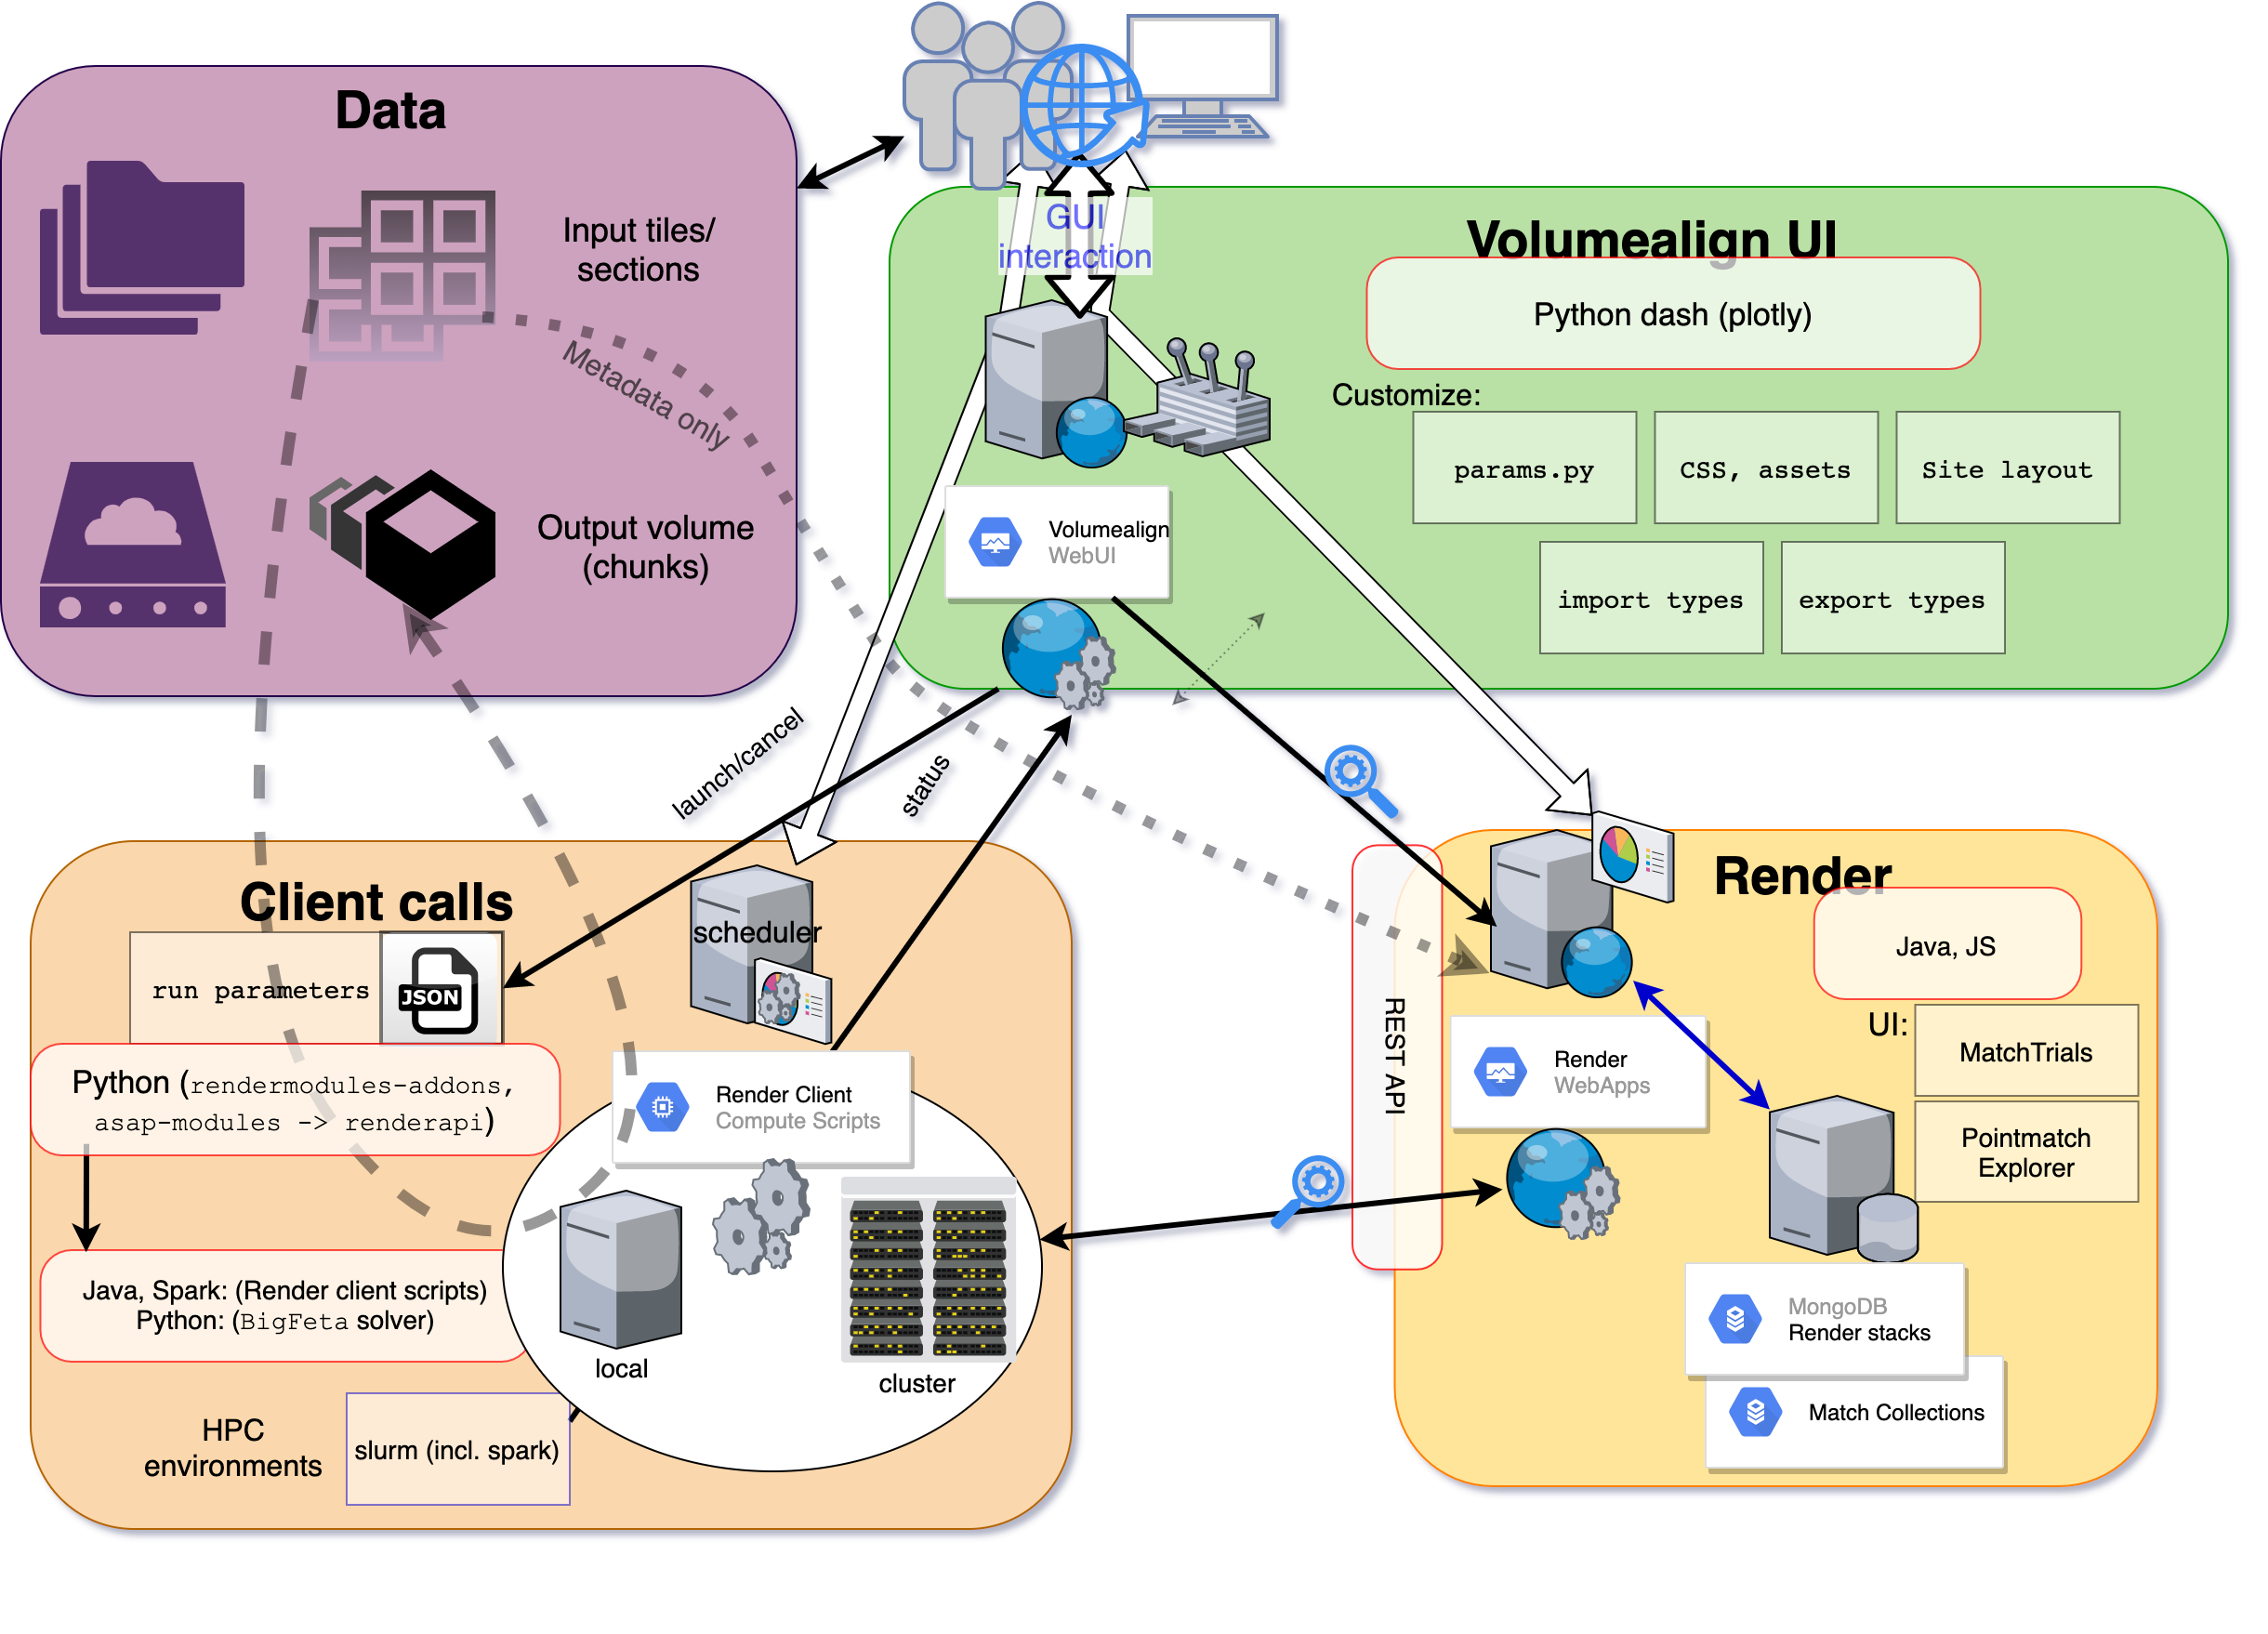 Data
Input tiles/
sections
Metadata only
Output volume
(chunks)
GUI
interaction
Volumealign UI
Python dash (plotly)
Customize:
params.py
CSS, assets
Site layout
import types
export types
Volumealign
WebUI
launch/cancel
status
Client calls
run parameters
JSON
scheduler
Python (rendermodules-addons,
asap-modules -> renderapi)
Render Client
Compute Scripts
Java, Spark: (Render client scripts)
Python: (BigFeta solver)
local
cluster
HPC
environments
slurm (incl. spark)
Render
Java, JS
REST API
UI:
MatchTrials
Pointmatch
Explorer
Render
WebApps
MongoDB
Render stacks
Match Collections